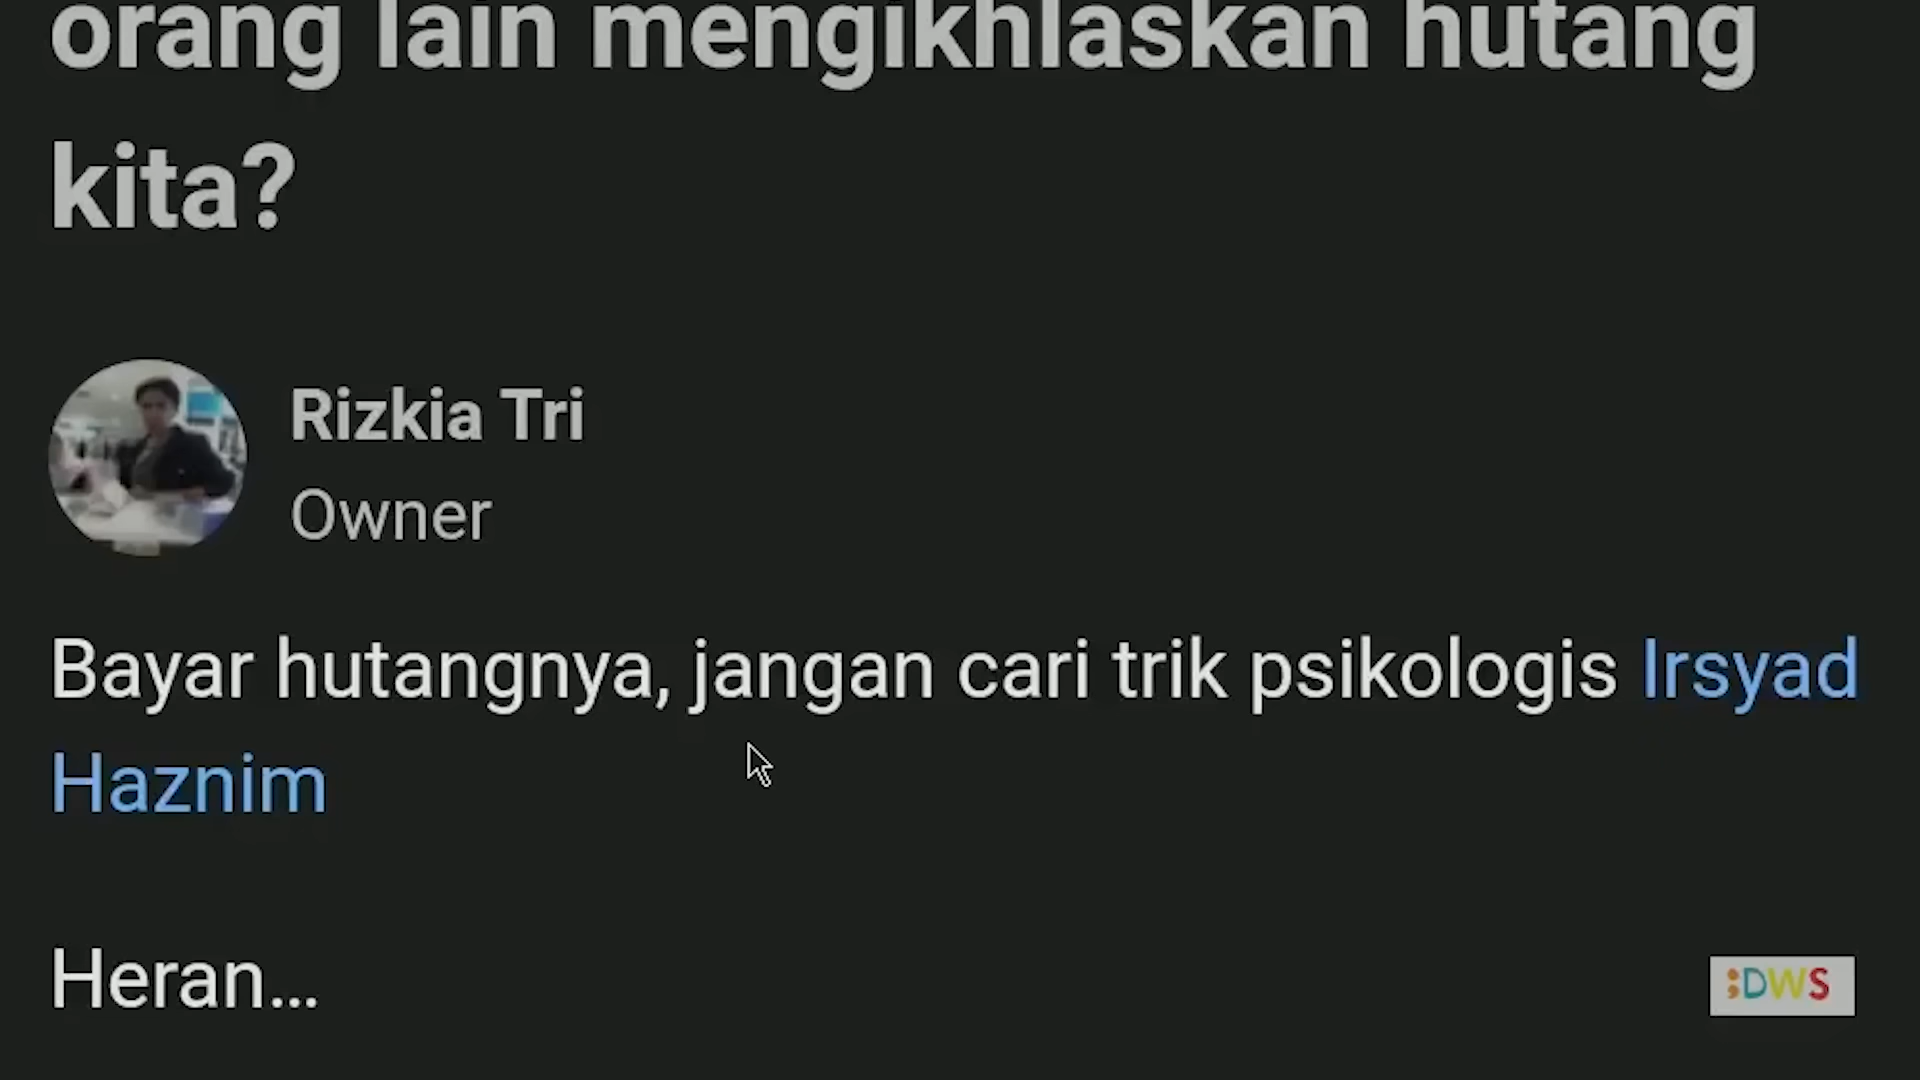 orang lain mengikhlaskan hutang
kita?
Rizkia Tri
Owner
Bayar hutangnya, jangan cari trik psikologis Irsyad
Haznim
Heran...
:DWS